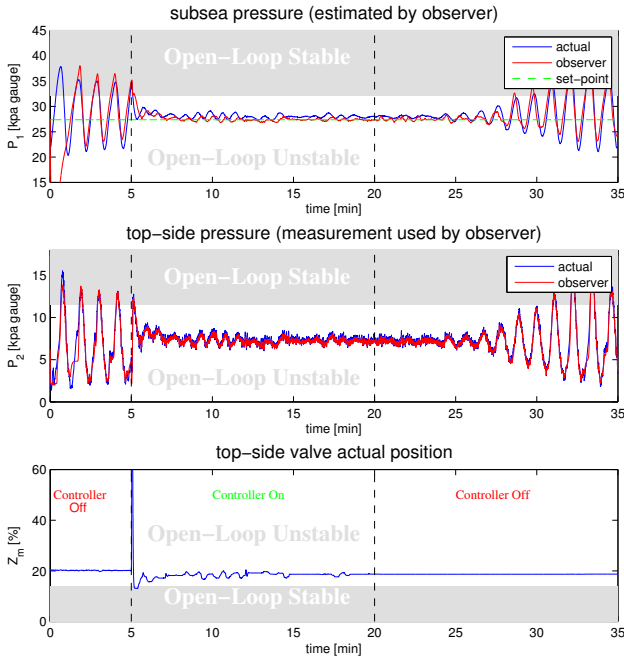 subsea pressure (estimated by observer)
45
40
35
30
25
20
15
P1 [kpa gauge]
Open-Loop Stable
Open-Loop Unstable
actual
observer
set-point
0 5 10 15 20 25 30 35
time [min]
top-side pressure (measurement used by observer)
15
10
5
0
P2 [kpa gauge]
Open-Loop Stable
Open-Loop Unstable
actual
observer
0 5 10 15 20 25 30 35
time [min]
top-side valve actual position
60
40
20
0
Zm [%]
Controller
Off
Controller On
Controller Off
Open-Loop Unstable
Open-Loop Stable
0 5 10 15 20 25 30 35
time [min]